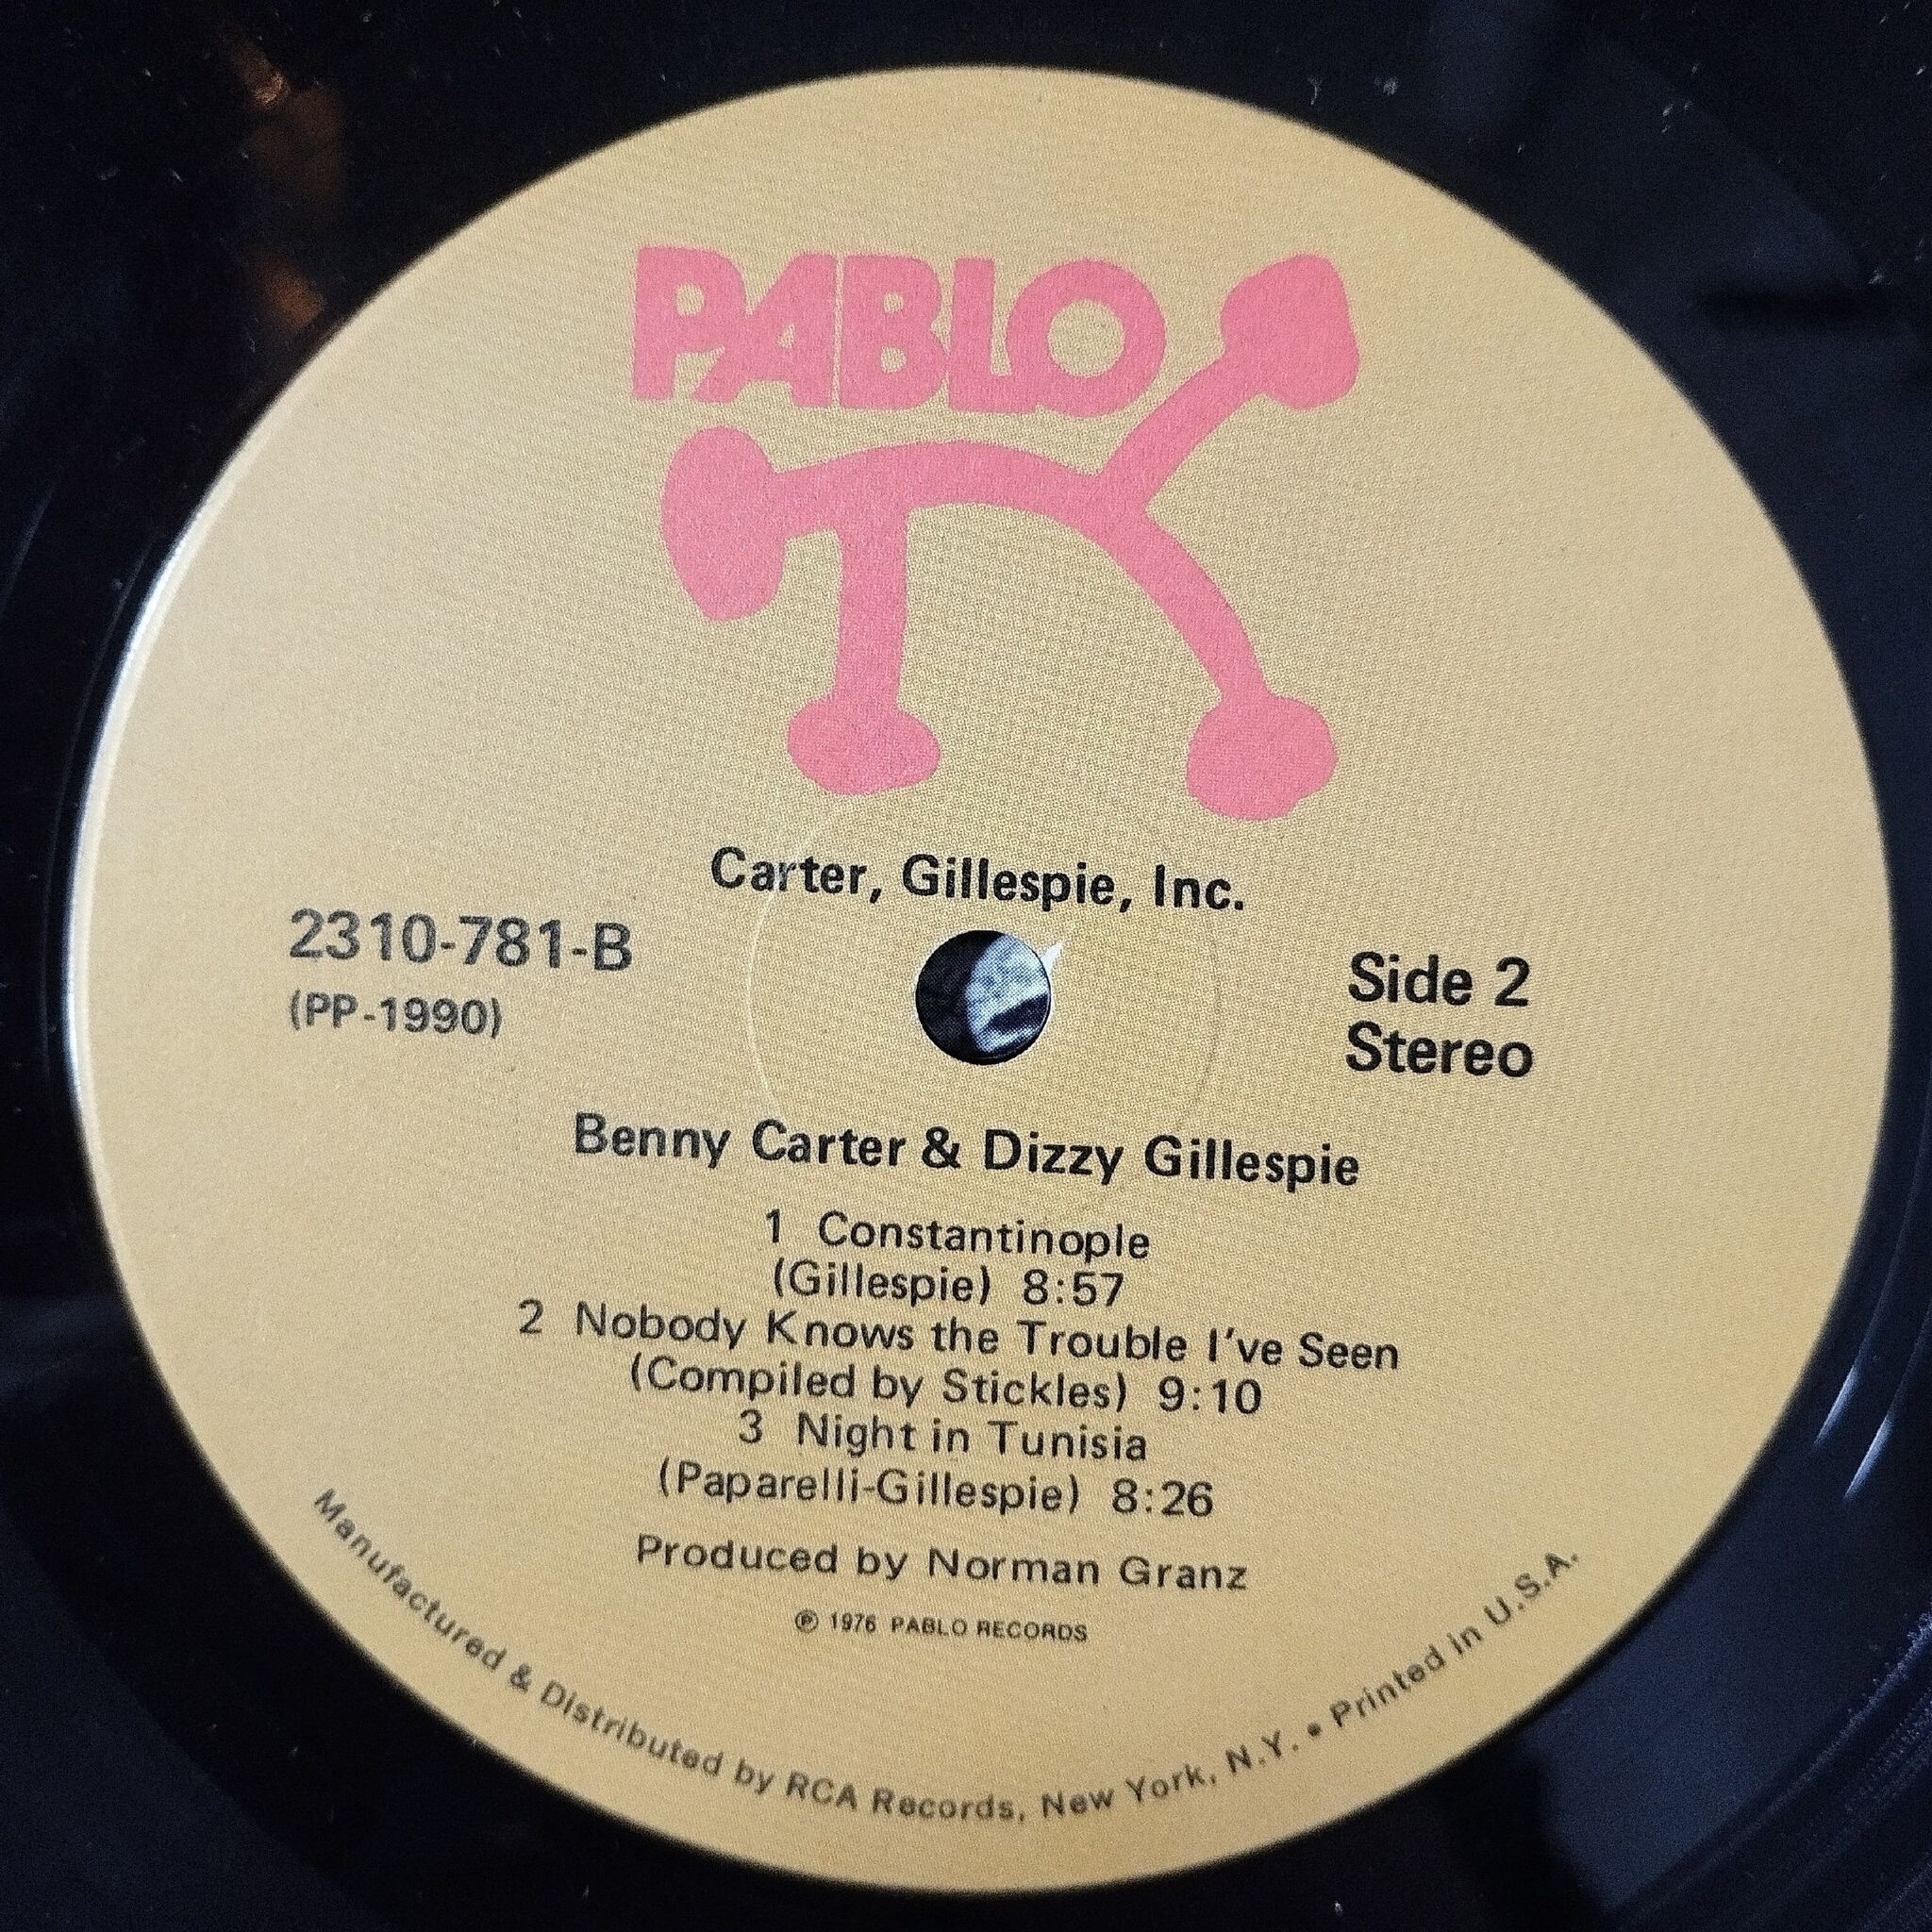 PABLO
Carter, Gillespie, Inc.
2310-781-B
(PP-1990)
Side 2
Stereo
Benny Carter & Dizzy Gillespie
1 Constantinople
(Gillespie) 8:57
2 Nobody Knows the Trouble I've Seen
(Compiled by Stickles) 9:10
3 Night in Tunisia
(Paparelli-Gillespie) 8:26
Produced by Norman Granz
℗ 1976 PABLO RECORDS
Manufactured & Distributed by RCA Records, New York, N.Y. • Printed in U.S.A.